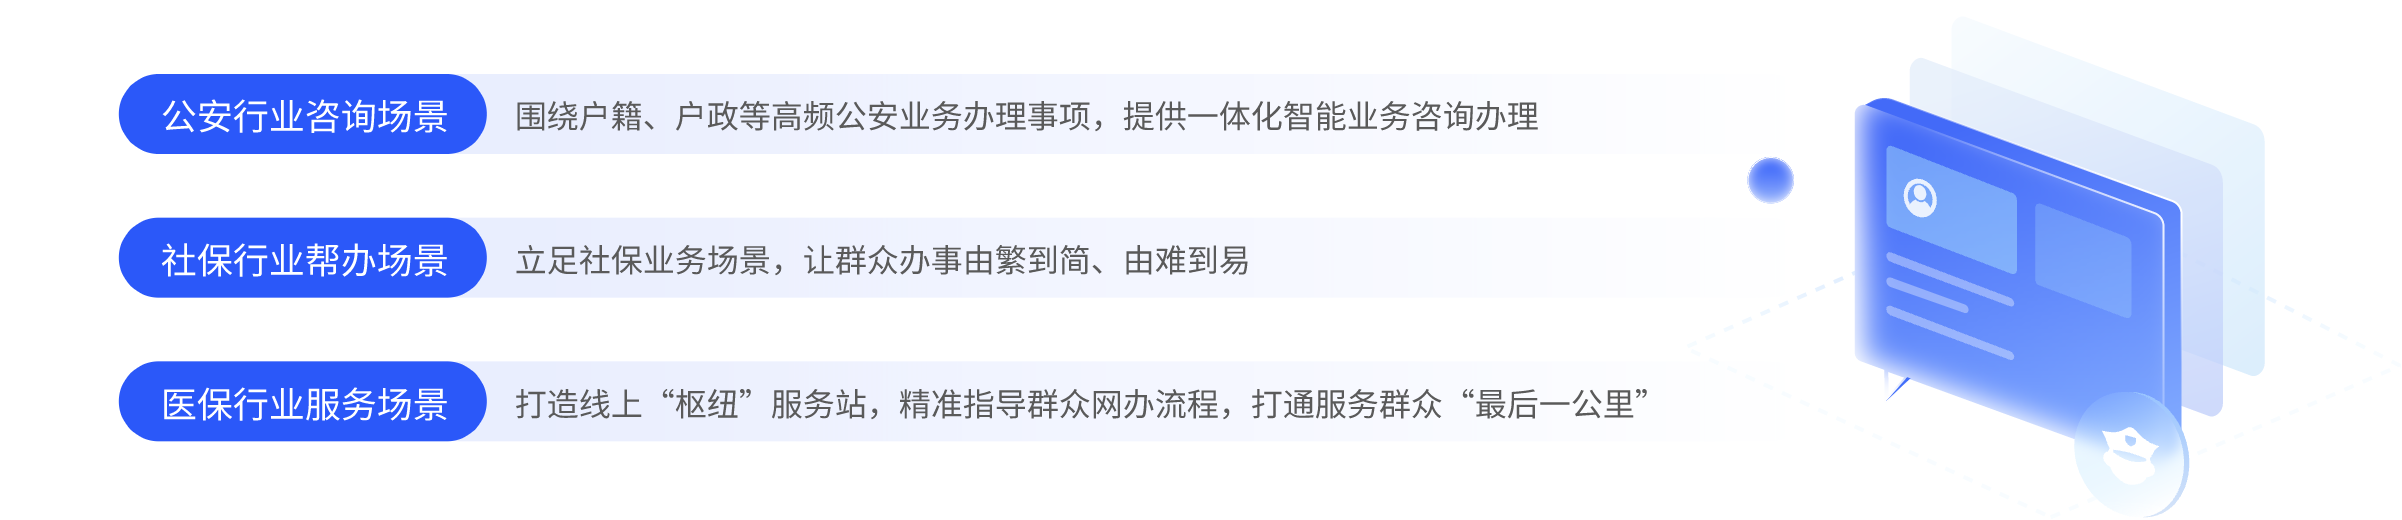 公安行业咨询场景
围绕户籍、户政等高频公安业务办理事项，提供一体化智能业务咨询办理
社保行业帮办场景
立足社保业务场景，让群众办事由繁到简、由难到易
医保行业服务场景
打造线上“枢纽”服务站，精准指导群众网办流程，打通服务群众“最后一公里”